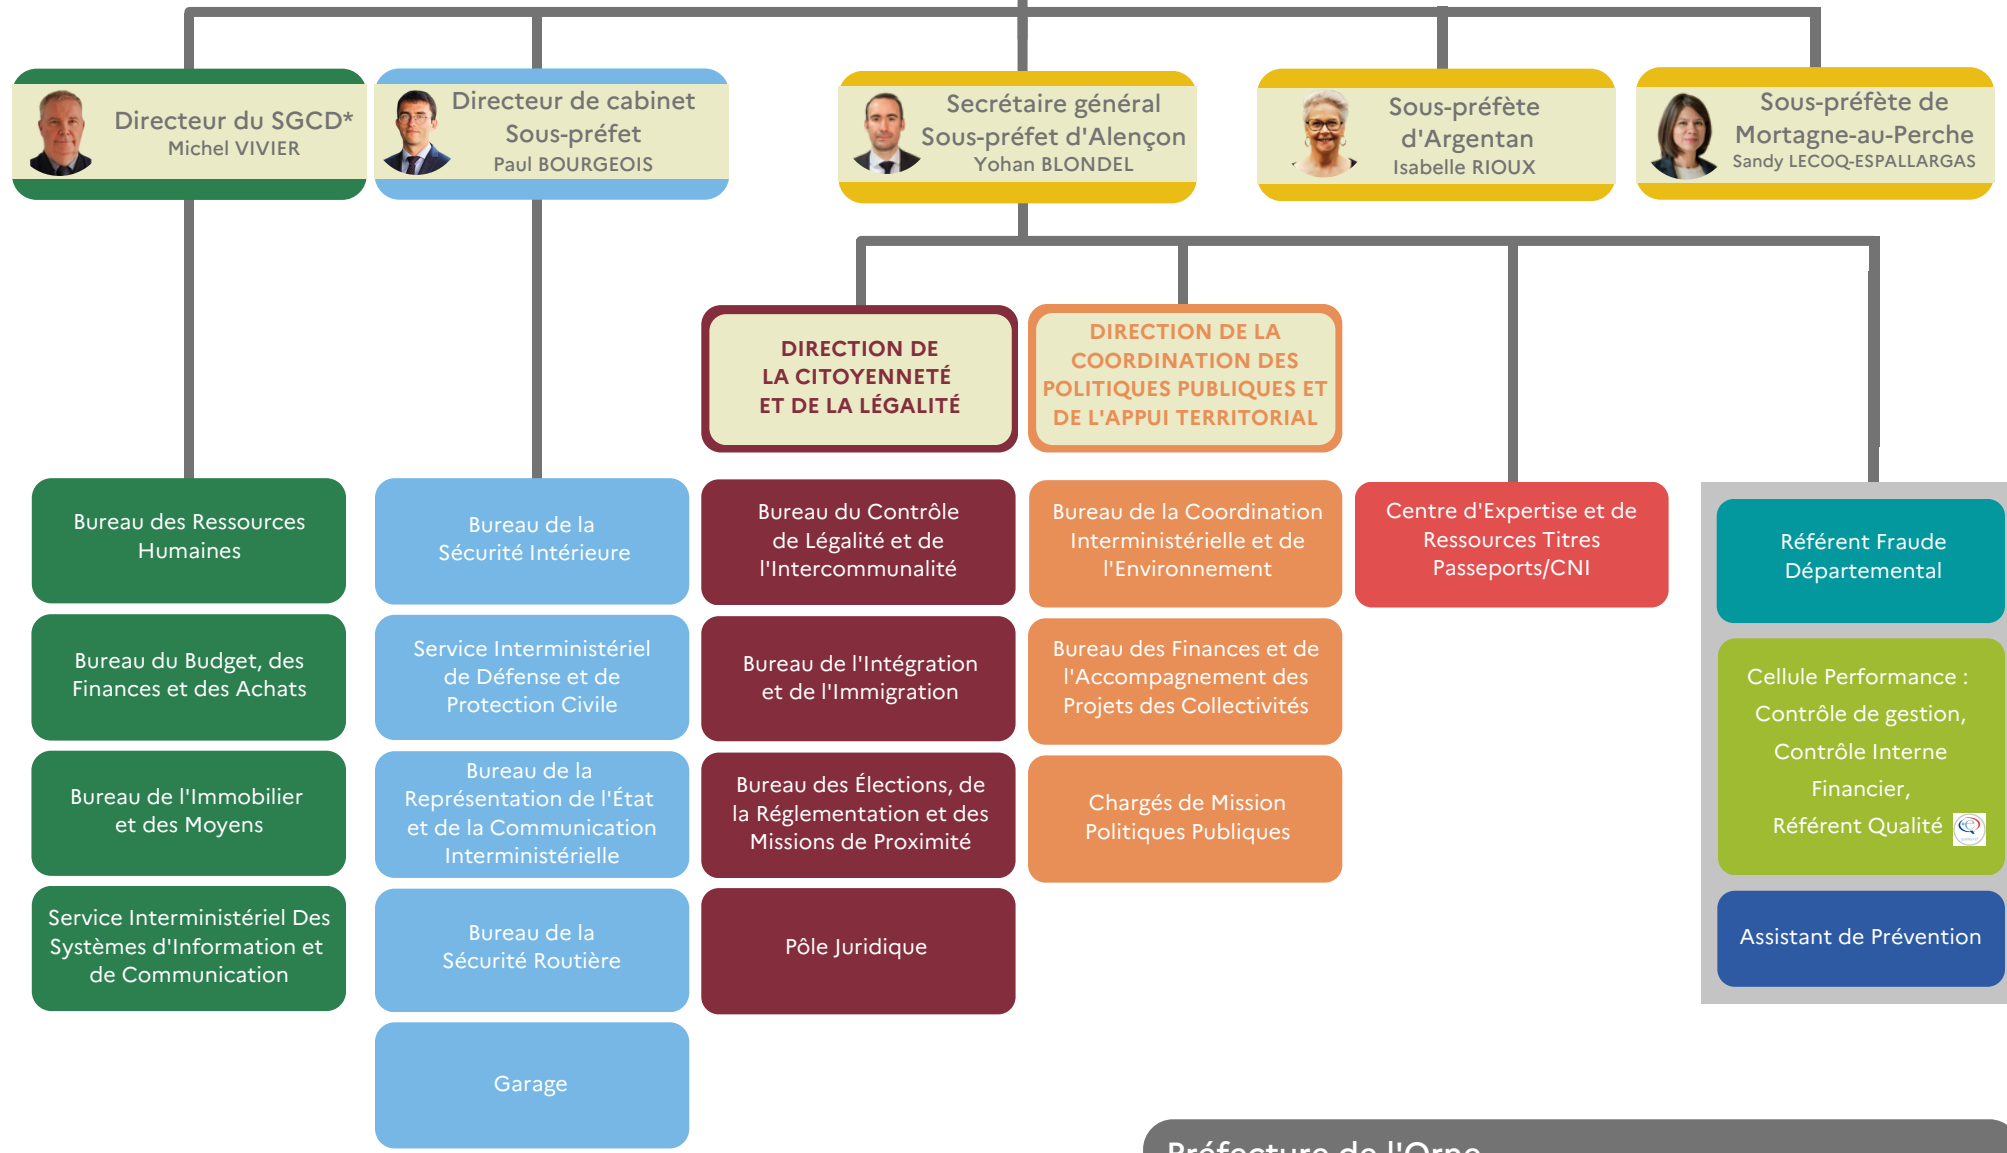 Directeur du SGCD*
Michel VIVIER
Directeur de cabinet
Sous-préfet
Paul BOURGEOIS
Secrétaire général
Sous-préfet d'Alençon
Yohan BLONDEL
Sous-préfète
d'Argentan
Isabelle RIOUX
Sous-préfète de
Mortagne-au-Perche
Sandy LECOQ-ESPALLARGAS
DIRECTION DE
LA CITOYENNETÉ
ET DE LA LÉGALITÉ
DIRECTION DE LA
COORDINATION DES
POLITIQUES PUBLIQUES ET
DE L'APPUI TERRITORIAL
Bureau des Ressources
Humaines
Bureau du Budget, des
Finances et des Achats
Bureau de l'Immobilier
et des Moyens
Service Interministériel Des
Systèmes d'Information et
de Communication
Bureau de la
Sécurité Intérieure
Service Interministériel
de Défense et de
Protection Civile
Bureau de la
Représentation de l'État
et de la Communication
Interministérielle
Bureau de la
Sécurité Routière
Garage
Bureau du Contrôle
de Légalité et de
l'Intercommunalité
Bureau de l'Intégration
et de l'Immigration
Bureau des Élections, de
la Réglementation et des
Missions de Proximité
Pôle Juridique
Bureau de la Coordination
Interministérielle et de
l'Environnement
Bureau des Finances et de
l'Accompagnement des
Projets des Collectivités
Chargés de Mission
Politiques Publiques
Centre d'Expertise et de
Ressources Titres
Passeports/CNI
Référent Fraude
Départemental
Cellule Performance :
Contrôle de gestion,
Contrôle Interne
Financier,
Référent Qualité
Assistant de Prévention
Préfecture de l'Orne